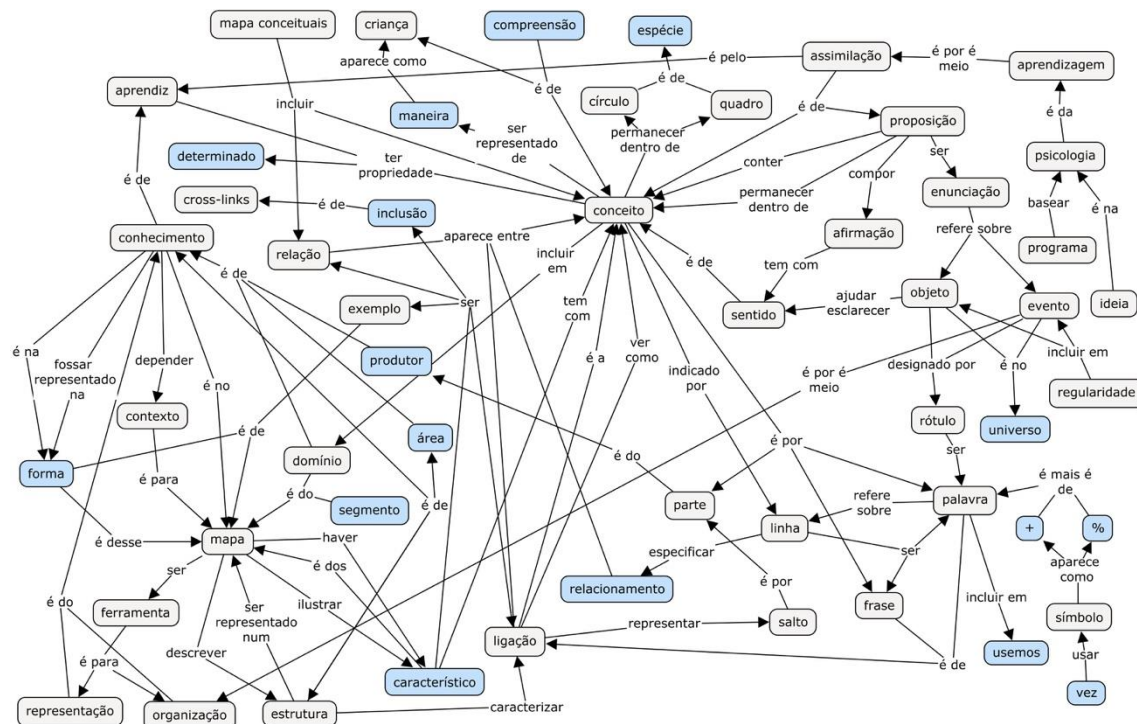 mapa conceituais
criança
compreensão
espécie
assimilação
é por é
meio
aprendizagem
é pelo
aparece como
é de
aprendiz
incluir
é de
círculo
quadro
maneira
é de
proposição
é da
ser
representado
de
permanecer
dentro de
determinado
ter
propriedade
conter
ser
psicologia
compor
é de
cross-links
é de
inclusão
conceito
permanecer
dentro de
enunciação
basear
é na
conhecimento
aparece entre
afirmação
refere sobre
programa
relação
incluir
em
é de
é de
tem com
exemplo
ser
ajudar
esclarecer
objeto
evento
ideia
sentido
é na
fossar
representado
na
depender
é no
produtor
tem
com
é a
ver
como
indicado
por
é por é
meio
designado por
é no
incluir em
regularidade
contexto
rótulo
universo
é de
área
é por
ser
forma
domínio
é para
é do
segmento
é de
é do
parte
linha
refere
sobre
palavra
é mais é
de
+
%
mapa
haver
é desse
especificar
ser
aparece
como
ser
é dos
relacionamento
ferramenta
ser
representado
num
ilustrar
é por
frase
incluir em
símbolo
é do
ligação
representar
salto
descrever
usemos
usar
é para
característico
é de
vez
representação
organização
estrutura
caracterizar